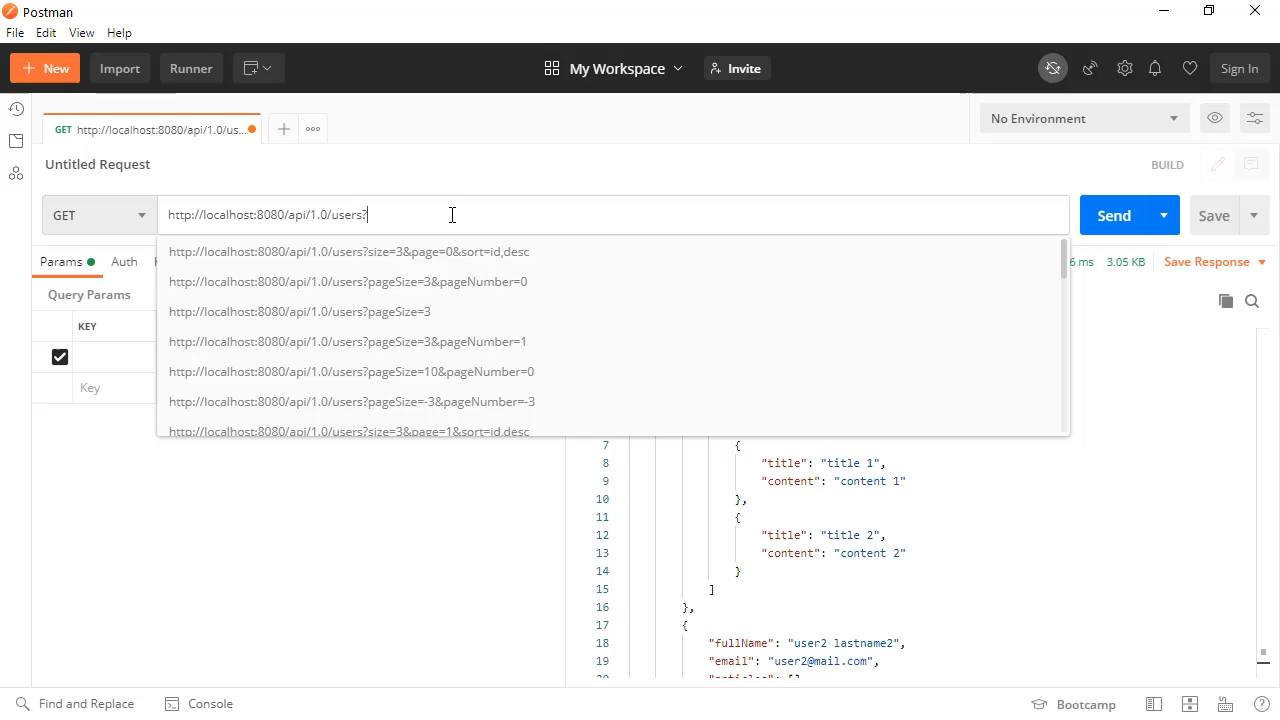 Postman
File Edit View Help
New Import Runner My Workspace Invite Sign In
GET http://localhost:8080/api/1.0/us... No Environment
Untitled Request BUILD
GET http://localhost:8080/api/1.0/users? Send Save
http://localhost:8080/api/1.0/users?size=3&page=0&sort=id,desc
Params Auth 6 ms 3.05 KB Save Response
http://localhost:8080/api/1.0/users?pageSize=3&pageNumber=0
Query Params
http://localhost:8080/api/1.0/users?pageSize=3
KEY
http://localhost:8080/api/1.0/users?pageSize=3&pageNumber=1
http://localhost:8080/api/1.0/users?pageSize=10&pageNumber=0
Key
http://localhost:8080/api/1.0/users?pageSize=-3&pageNumber=-3
http://localhost:8080/api/1.0/users?size=3&page=1&sort=id,desc
7 {
8 "title": "title 1",
9 "content": "content 1"
10 },
11 {
12 "title": "title 2",
13 "content": "content 2"
14 }
15 ]
16 },
17 {
18 "fullName": "user2 lastname2",
19 "email": "user2@mail.com",
20 "articles": []
Find and Replace Console Bootcamp